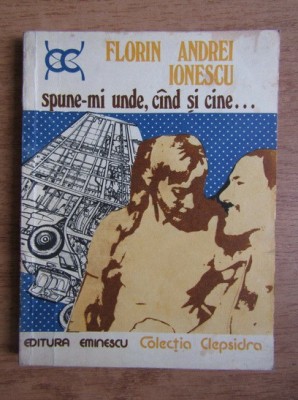 FLORIN ANDREI
IONESCU
spune-mi unde, cînd și cine...
EDITURA EMINESCU Colecția Clepsidra